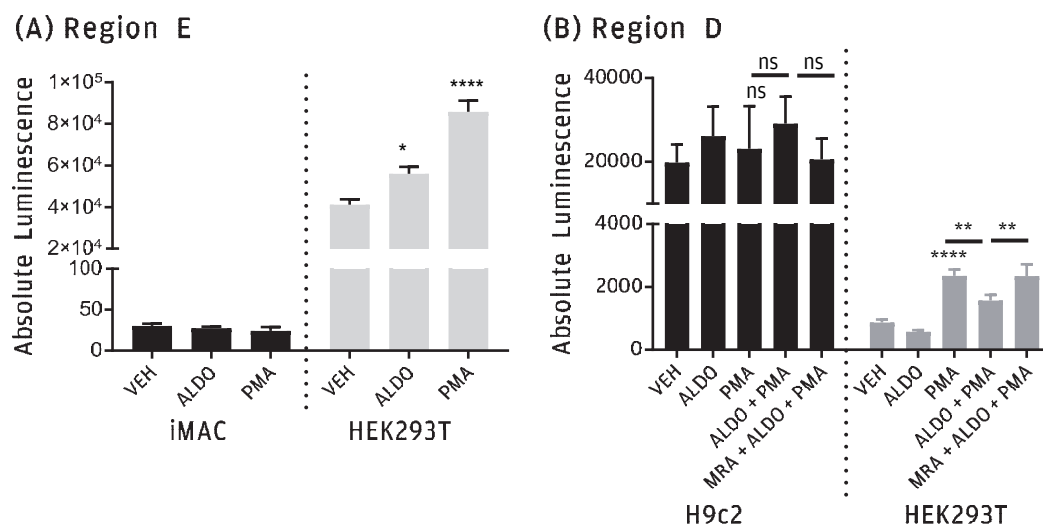 (A) Region E
Absolute Luminescence
1×10⁵
8×10⁴
6×10⁴
4×10⁴
2×10⁴
100
50
0
*
****
VEH
ALDO
PMA
VEH
ALDO
PMA
iMAC
HEK293T
(B) Region D
Absolute Luminescence
40000
20000
4000
2000
0
ns
ns
ns
****
**
**
VEH
ALDO
PMA
ALDO + PMA
MRA + ALDO + PMA
VEH
ALDO
PMA
ALDO + PMA
MRA + ALDO + PMA
H9c2
HEK293T